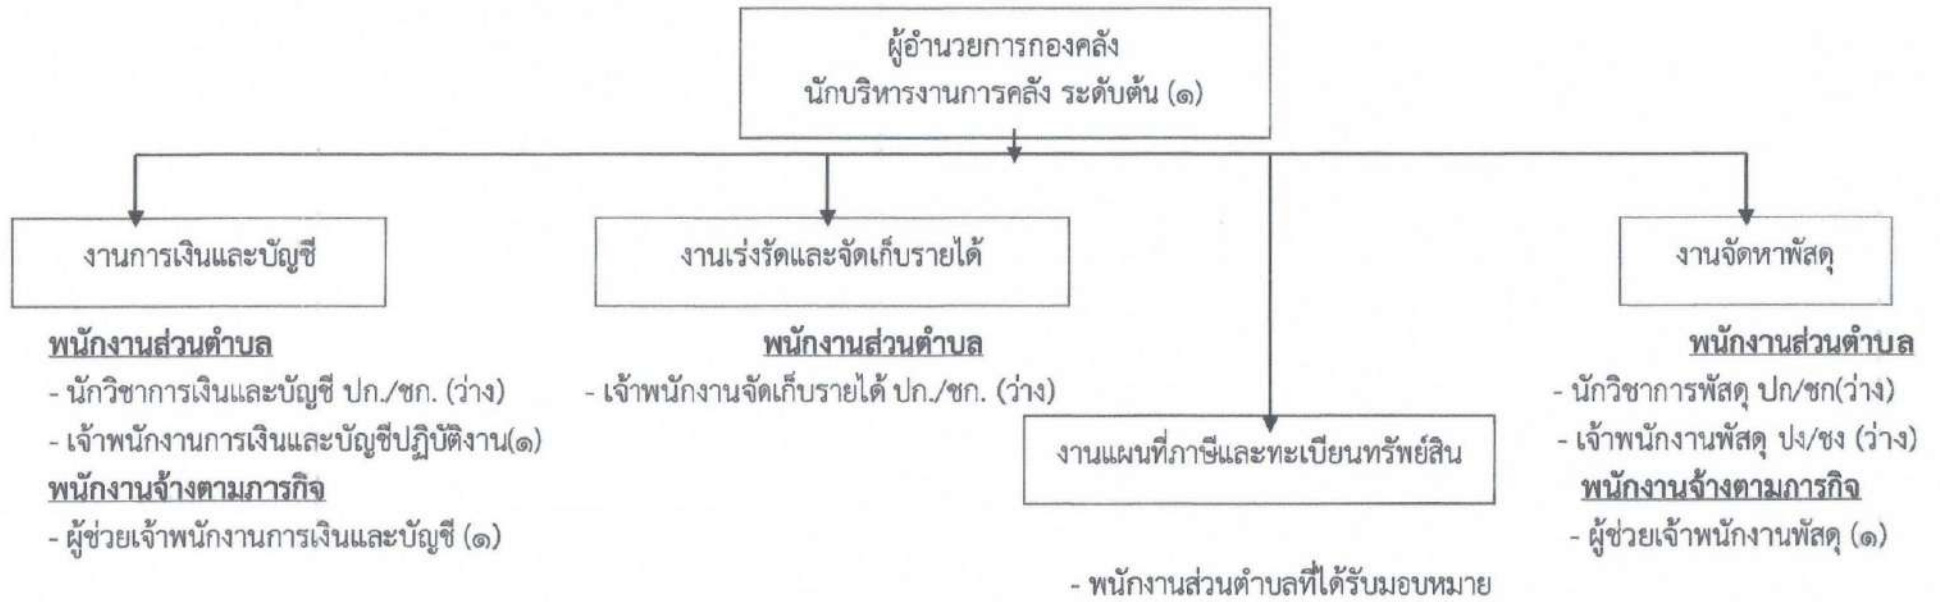 ผู้อำนวยการกองคลัง
นักบริหารงานการคลัง ระดับต้น (๑)
งานการเงินและบัญชี
พนักงานส่วนตำบล
- นักวิชาการเงินและบัญชี ปก./ชก. (ว่าง)
- เจ้าพนักงานการเงินและบัญชีปฏิบัติงาน(๑)
พนักงานจ้างตามภารกิจ
- ผู้ช่วยเจ้าพนักงานการเงินและบัญชี (๑)
งานเร่งรัดและจัดเก็บรายได้
พนักงานส่วนตำบล
- เจ้าพนักงานจัดเก็บรายได้ ปก./ชก. (ว่าง)
งานแผนที่ภาษีและทะเบียนทรัพย์สิน
- พนักงานส่วนตำบลที่ได้รับมอบหมาย
งานจัดหาพัสดุ
พนักงานส่วนตำบล
- นักวิชาการพัสดุ ปก/ชก(ว่าง)
- เจ้าพนักงานพัสดุ ปง/ชง (ว่าง)
พนักงานจ้างตามภารกิจ
- ผู้ช่วยเจ้าพนักงานพัสดุ (๑)